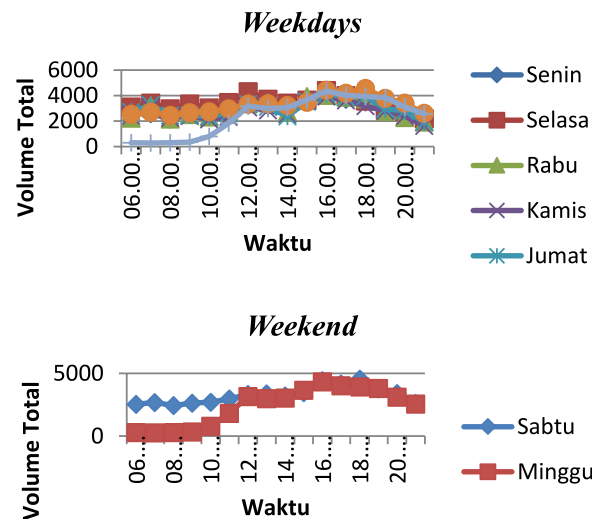 Weekdays
Volume Total
6000
4000
2000
0
06.00...
08.00...
10.00...
12.00...
14.00...
16.00...
18.00...
20.00...
Waktu
Senin
Selasa
Rabu
Kamis
Jumat
Weekend
Volume Total
5000
0
06....
08....
10....
12....
14....
16....
18....
20....
Waktu
Sabtu
Minggu